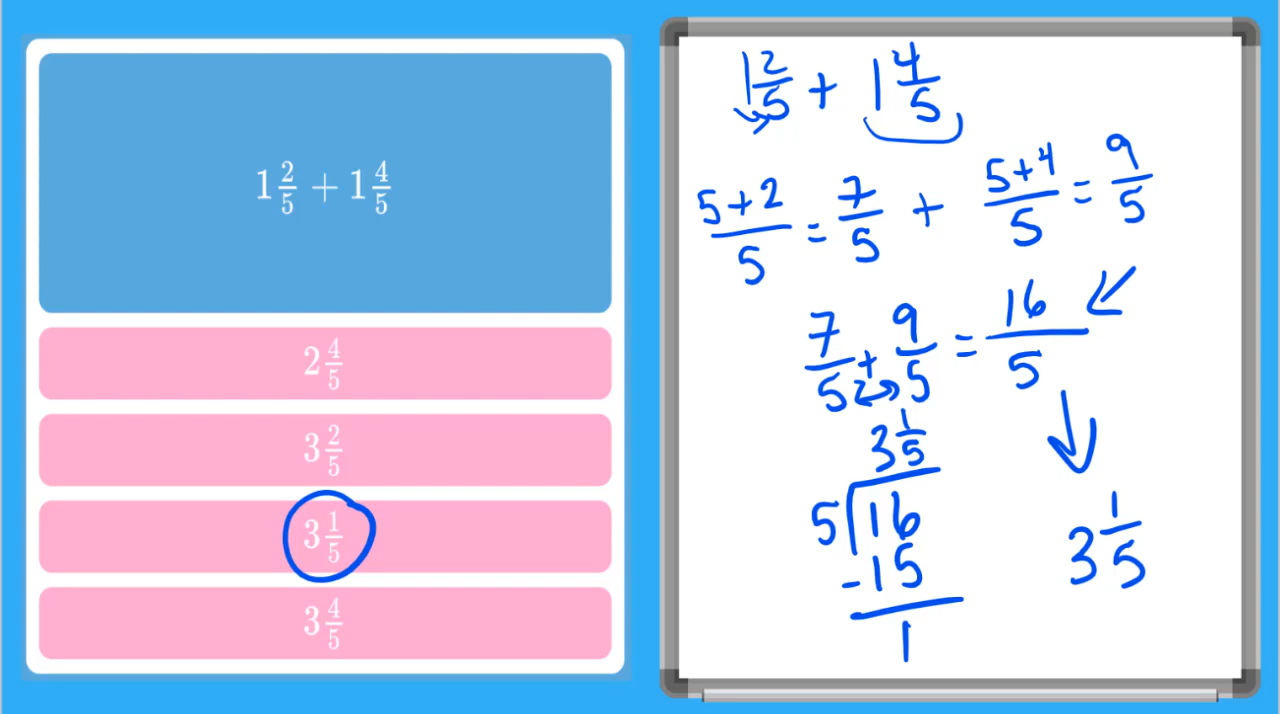 1 2/5 + 1 4/5
2 4/5
3 2/5
3 1/5
3 4/5
1 2/5 + 1 4/5
5+2/5 = 7/5 + 5+4/5 = 9/5
7/5 + 9/5 = 16/5
3 1/5
5 16
-15
3 1/5
1